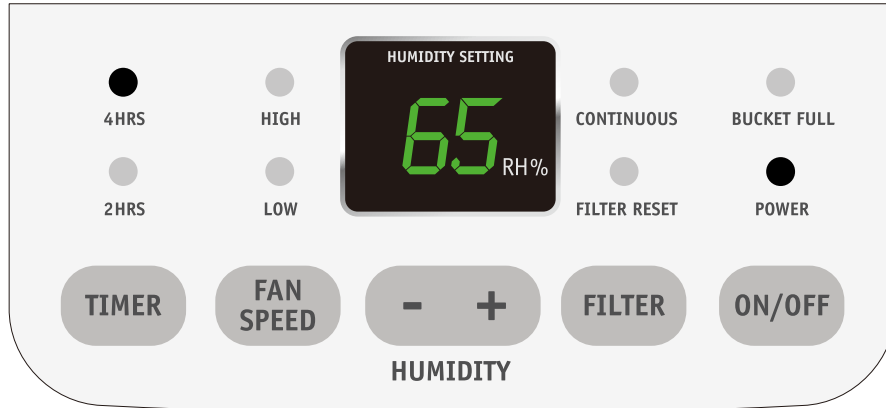 HUMIDITY SETTING
65 RH%
4HRS
HIGH
CONTINUOUS
BUCKET FULL
2HRS
LOW
FILTER RESET
POWER
TIMER
FAN
SPEED
- +
FILTER
ON/OFF
HUMIDITY